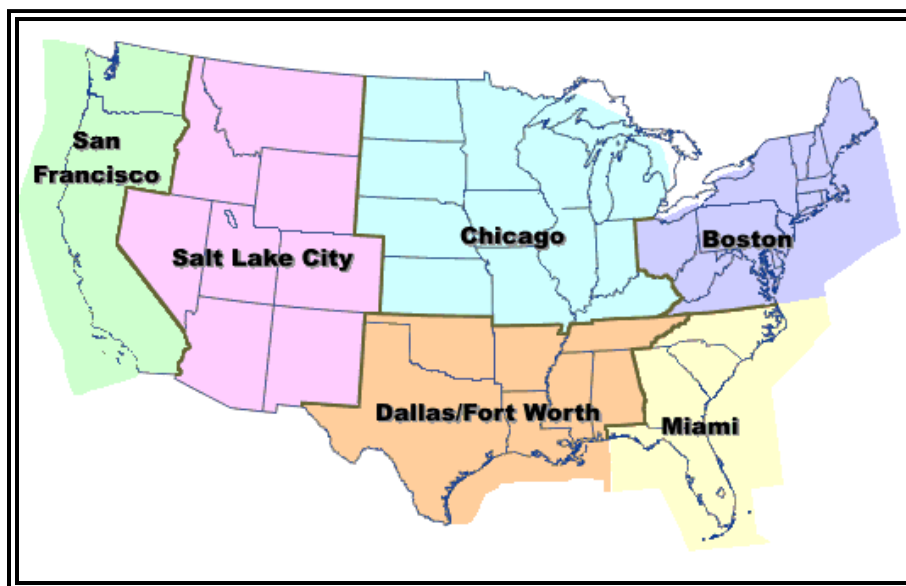 San
Francisco
Salt Lake City
Chicago
Boston
Dallas/Fort Worth
Miami